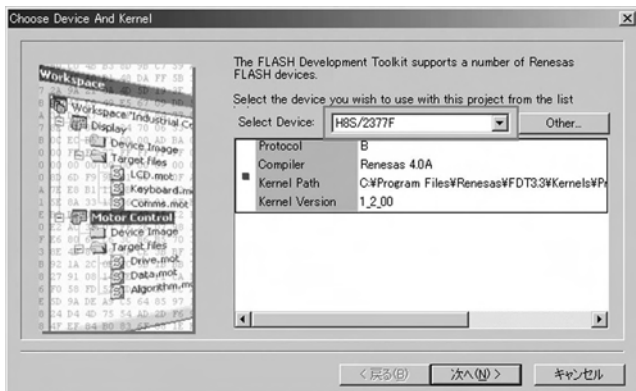 Choose Device And Kernel
The FLASH Development Toolkit supports a number of Renesas
FLASH devices.
Select the device you wish to use with this project from the list
Select Device:
H8S/2377F
Other...
Protocol B
Compiler Renesas 4.0A
Kernel Path C:¥Program Files¥Renesas¥FDT3.3¥Kernels¥Pr
Kernel Version 1_2_00
Workspace
Workspace "Industrial Co
Display
Device Image
Target files
LCD.mot
Keyboard.m
Comms.mot
Motor Control
Device Image
Target files
Drive.mot
Data.mot
Algorithm.m
< 戻る(B)
次へ(N) >
キャンセル